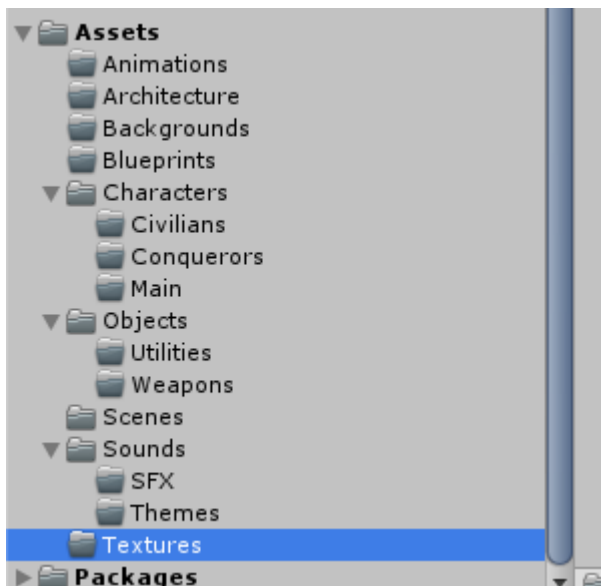 Assets
Animations
Architecture
Backgrounds
Blueprints
Characters
Civilians
Conquerors
Main
Objects
Utilities
Weapons
Scenes
Sounds
SFX
Themes
Textures
Packages